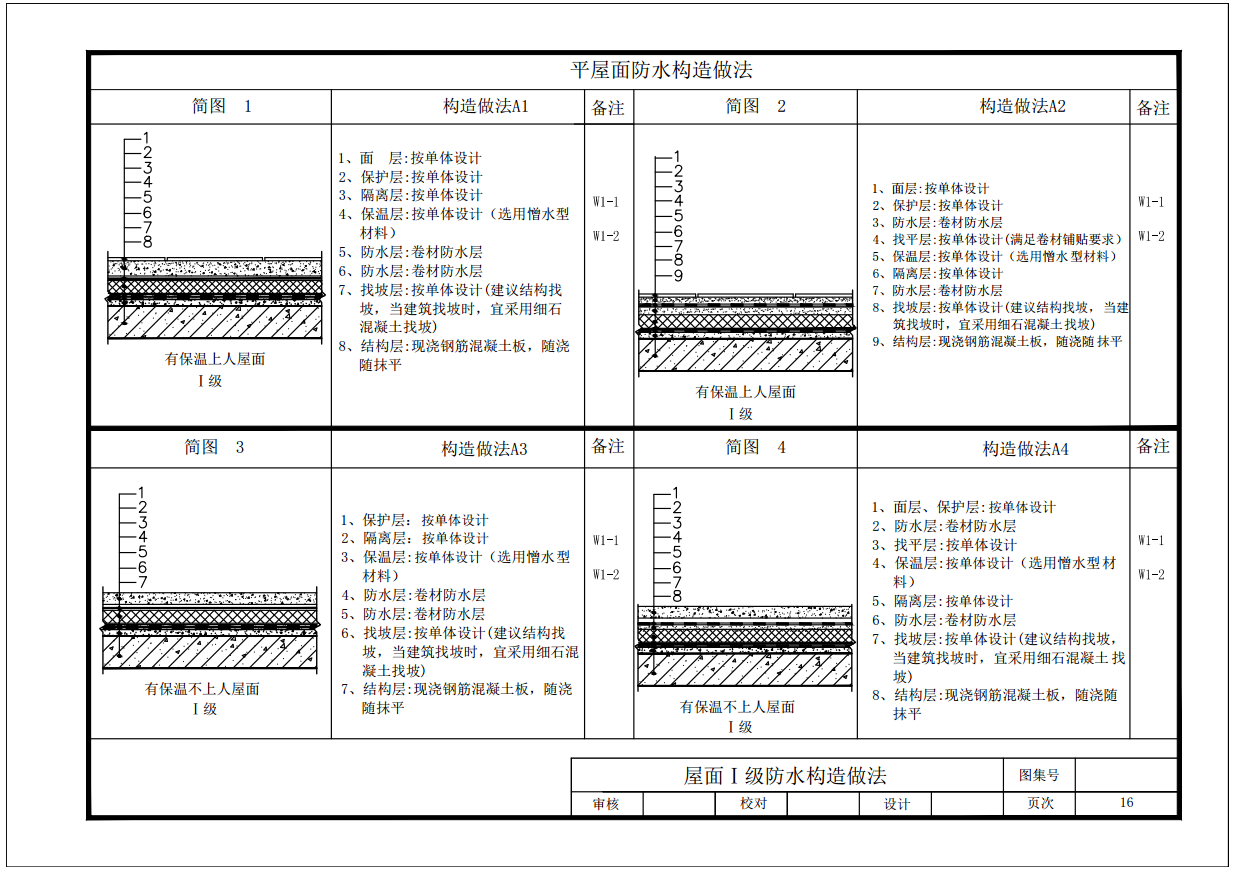 平屋面防水构造做法
简图 1
构造做法A1
备注
简图 2
构造做法A2
备注
1
2
3
4
5
6
7
8
有保温上人屋面
Ⅰ级
1、面 层:按单体设计
2、保护层:按单体设计
3、隔离层:按单体设计
4、保温层:按单体设计（选用憎水型
材料）
5、防水层:卷材防水层
6、防水层:卷材防水层
7、找坡层:按单体设计(建议结构找
坡，当建筑找坡时，宜采用细石
混凝土找坡)
8、结构层:现浇钢筋混凝土板，随浇
随抹平
W1-1
W1-2
1
2
3
4
5
6
7
8
9
有保温上人屋面
Ⅰ级
1、面层:按单体设计
2、保护层:按单体设计
3、防水层:卷材防水层
4、找平层:按单体设计(满足卷材铺贴要求）
5、保温层:按单体设计（选用憎水型材料）
6、隔离层:按单体设计
7、防水层:卷材防水层
8、找坡层:按单体设计(建议结构找坡，当建
筑找坡时，宜采用细石混凝土找坡)
9、结构层:现浇钢筋混凝土板，随浇随抹平
W1-1
W1-2
简图 3
构造做法A3
备注
简图 4
构造做法A4
备注
1
2
3
4
5
6
7
有保温不上人屋面
Ⅰ级
1、保护层：按单体设计
2、隔离层：按单体设计
3、保温层:按单体设计（选用憎水型
材料）
4、防水层:卷材防水层
5、防水层:卷材防水层
6、找坡层:按单体设计(建议结构找
坡，当建筑找坡时，宜采用细石混
凝土找坡)
7、结构层:现浇钢筋混凝土板，随浇
随抹平
W1-1
W1-2
1
2
3
4
5
6
7
8
有保温不上人屋面
Ⅰ级
1、面层、保护层:按单体设计
2、防水层:卷材防水层
3、找平层:按单体设计
4、保温层:按单体设计（选用憎水型材
料）
5、隔离层:按单体设计
6、防水层:卷材防水层
7、找坡层:按单体设计(建议结构找坡，
当建筑找坡时，宜采用细石混凝土找
坡)
8、结构层:现浇钢筋混凝土板，随浇随
抹平
W1-1
W1-2
屋面Ⅰ级防水构造做法
图集号
审核
校对
设计
页次
16